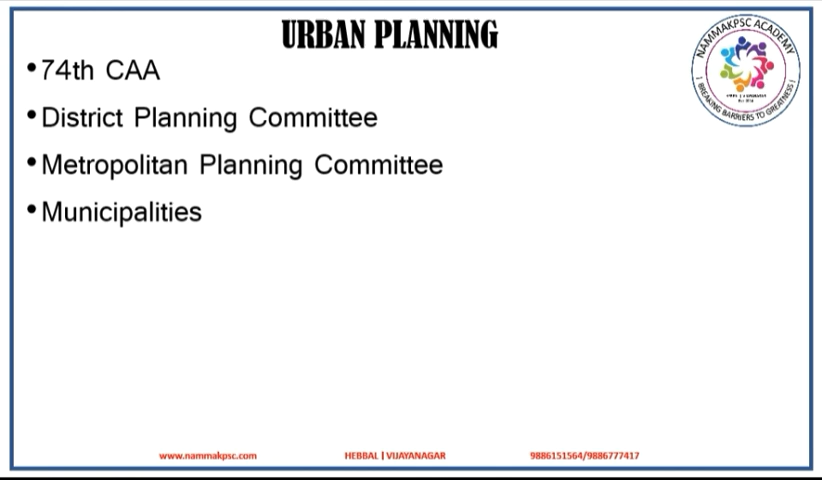 URBAN PLANNING
•74th CAA
•District Planning Committee
•Metropolitan Planning Committee
•Municipalities
NAMMAKPSC ACADEMY
! BREAKING BARRIERS TO GREATNESS !
www.nammakpsc.com HEBBAL | VIJAYANAGAR 9886151564/9886777417